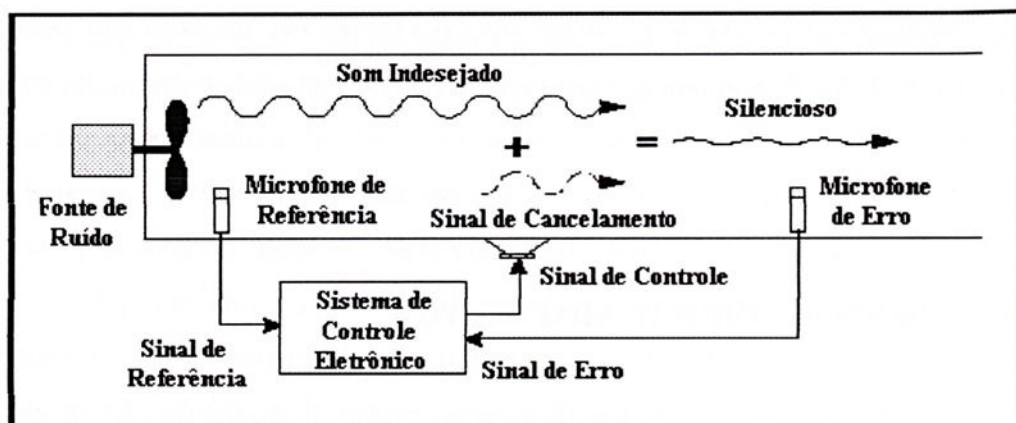 Som Indesejado
Silencioso
+
=
Fonte de
Ruído
Microfone de
Referência
Sinal de Cancelamento
Microfone
de Erro
Sinal de Controle
Sistema de
Controle
Eletrônico
Sinal de
Referência
Sinal de Erro